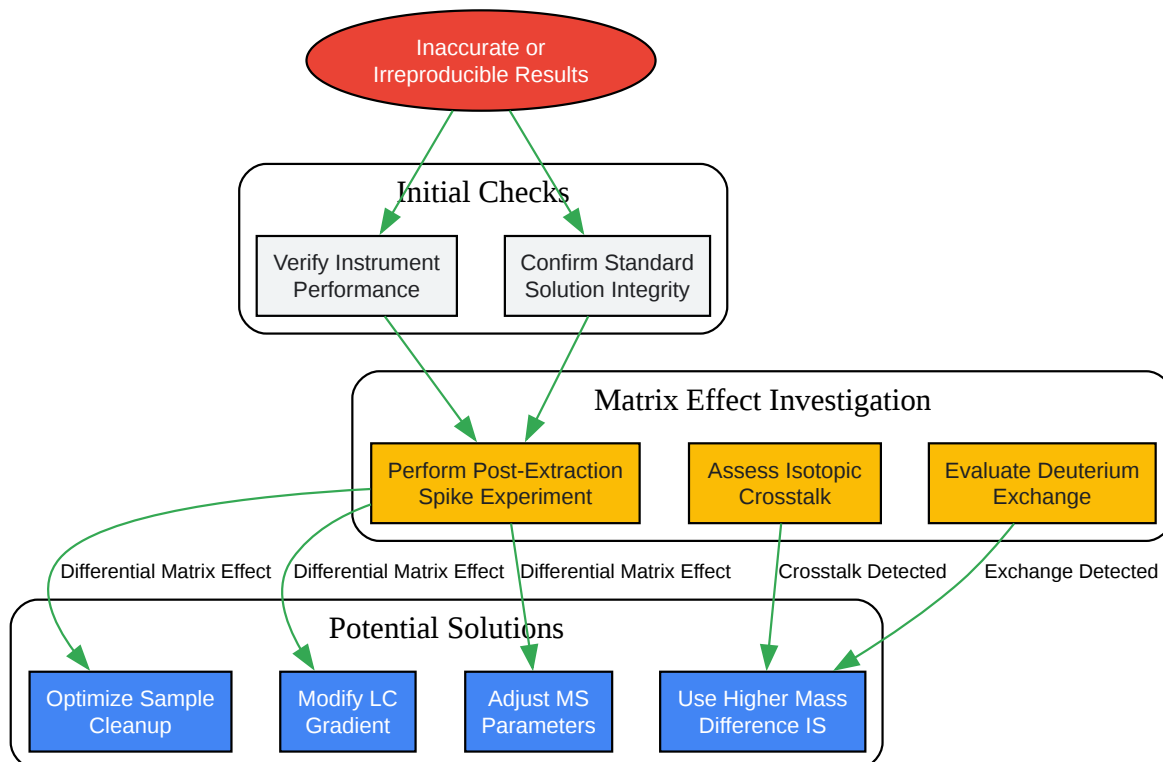 Inaccurate or
Irreproducible Results
Initial Checks
Verify Instrument
Performance
Confirm Standard
Solution Integrity
Matrix Effect Investigation
Perform Post-Extraction
Spike Experiment
Assess Isotopic
Crosstalk
Evaluate Deuterium
Exchange
Differential Matrix Effect
Differential Matrix Effect
Differential Matrix Effect
Crosstalk Detected
Exchange Detected
Potential Solutions
Optimize Sample
Cleanup
Modify LC
Gradient
Adjust MS
Parameters
Use Higher Mass
Difference IS